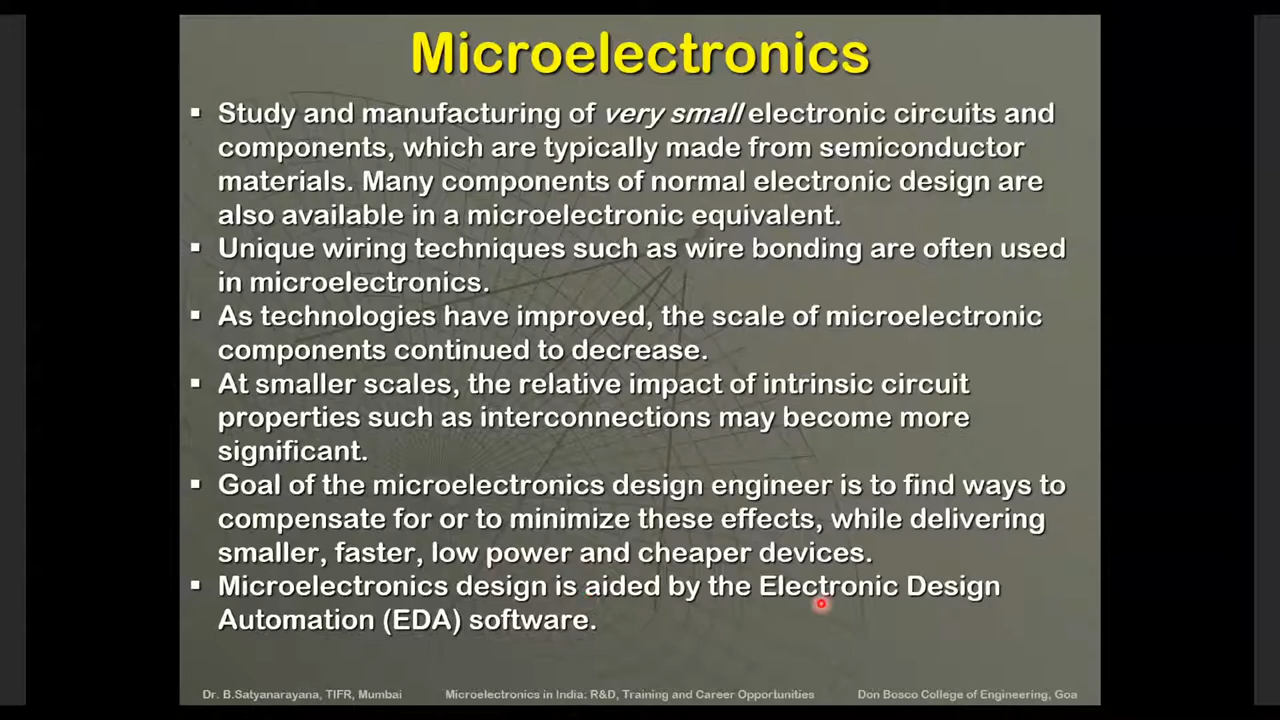 Microelectronics
▪ Study and manufacturing of very small electronic circuits and
components, which are typically made from semiconductor
materials. Many components of normal electronic design are
also available in a microelectronic equivalent.
▪ Unique wiring techniques such as wire bonding are often used
in microelectronics.
▪ As technologies have improved, the scale of microelectronic
components continued to decrease.
▪ At smaller scales, the relative impact of intrinsic circuit
properties such as interconnections may become more
significant.
▪ Goal of the microelectronics design engineer is to find ways to
compensate for or to minimize these effects, while delivering
smaller, faster, low power and cheaper devices.
▪ Microelectronics design is aided by the Electronic Design
Automation (EDA) software.
Dr. B.Satyanarayana, TIFR, Mumbai Microelectronics in India: R&D, Training and Career Opportunities Don Bosco College of Engineering, Goa